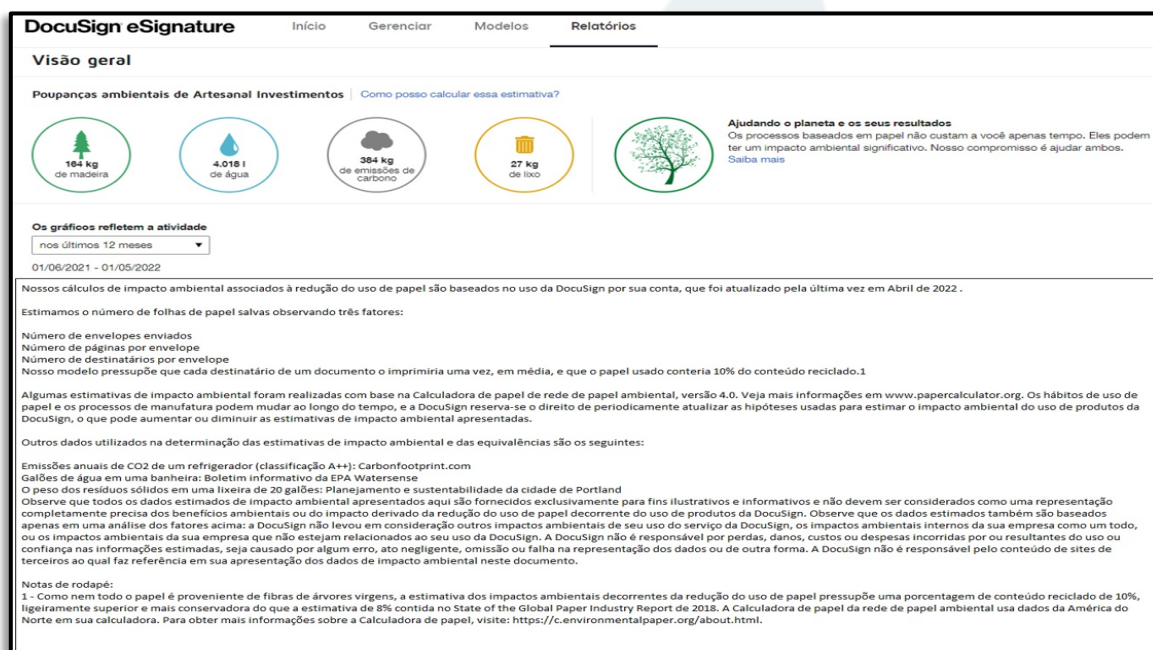 DocuSign eSignature
Início
Gerenciar
Modelos
Relatórios
Visão geral
Poupanças ambientais de Artesanal Investimentos | Como posso calcular essa estimativa?
164 kg
de madeira
4.018 l
de água
384 kg
de emissões de
carbono
27 kg
de lixo
Ajudando o planeta e os seus resultados
Os processos baseados em papel não custam a você apenas tempo. Eles podem
ter um impacto ambiental significativo. Nosso compromisso é ajudar ambos.
Saiba mais
Os gráficos refletem a atividade
nos últimos 12 meses
01/06/2021 - 01/05/2022
Nossos cálculos de impacto ambiental associados à redução do uso de papel são baseados no uso da DocuSign por sua conta, que foi atualizado pela última vez em Abril de 2022 .
Estimamos o número de folhas de papel salvas observando três fatores:
Número de envelopes enviados
Número de páginas por envelope
Número de destinatários por envelope
Nosso modelo pressupõe que cada destinatário de um documento o imprimiria uma vez, em média, e que o papel usado conteria 10% do conteúdo reciclado.1
Algumas estimativas de impacto ambiental foram realizadas com base na Calculadora de papel de rede de papel ambiental, versão 4.0. Veja mais informações em www.papercalculator.org. Os hábitos de uso de
papel e os processos de manufatura podem mudar ao longo do tempo, e a DocuSign reserva-se o direito de periodicamente atualizar as hipóteses usadas para estimar o impacto ambiental do uso de produtos da
DocuSign, o que pode aumentar ou diminuir as estimativas de impacto ambiental apresentadas.
Outros dados utilizados na determinação das estimativas de impacto ambiental e das equivalências são os seguintes:
Emissões anuais de CO2 de um refrigerador (classificação A++): Carbonfootprint.com
Galões de água em uma banheira: Boletim informativo da EPA Watersense
O peso dos resíduos sólidos em uma lixeira de 20 galões: Planejamento e sustentabilidade da cidade de Portland
Observe que todos os dados estimados de impacto ambiental apresentados aqui são fornecidos exclusivamente para fins ilustrativos e informativos e não devem ser considerados como uma representação
completamente precisa dos benefícios ambientais ou do impacto derivado da redução do uso de papel decorrente do uso de produtos da DocuSign. Observe que os dados estimados também são baseados
apenas em uma análise dos fatores acima: a DocuSign não levou em consideração outros impactos ambientais de seu uso do serviço da DocuSign, os impactos ambientais internos da sua empresa como um todo,
ou os impactos ambientais da sua empresa que não estejam relacionados ao seu uso da DocuSign. A DocuSign não é responsável por perdas, danos, custos ou despesas incorridas por ou resultantes do uso ou
confiança nas informações estimadas, seja causado por algum erro, ato negligente, omissão ou falha na representação dos dados ou de outra forma. A DocuSign não é responsável pelo conteúdo de sites de
terceiros ao qual faz referência em sua apresentação dos dados de impacto ambiental neste documento.
Notas de rodapé:
1 - Como nem todo o papel é proveniente de fibras de árvores virgens, a estimativa dos impactos ambientais decorrentes da redução do uso de papel pressupõe uma porcentagem de conteúdo reciclado de 10%,
ligeiramente superior e mais conservadora do que a estimativa de 8% contida no State of the Global Paper Industry Report de 2018. A Calculadora de papel da rede de papel ambiental usa dados da América do
Norte em sua calculadora. Para obter mais informações sobre a Calculadora de papel, visite: https://c.environmentalpaper.org/about.html.